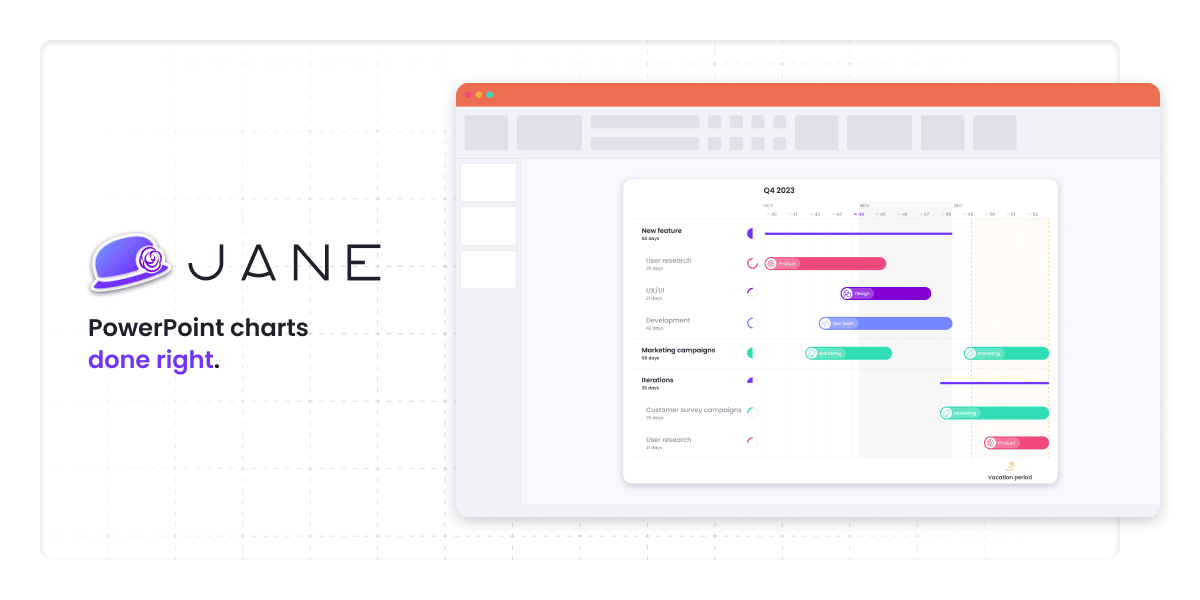 JANE
PowerPoint charts
done right.
Q4 2023
OCT NOV DEC
40 41 42 43 44 45 46 47 48 49 50 51 52
New feature
60 days
User research
30 days
Product
UX/UI
21 days
Design
Development
42 days
Dev team
Marketing campaigns
56 days
Marketing Marketing
Iterations
35 days
Customer survey campaigns
35 days
Marketing
User research
21 days
Product
Vacation period